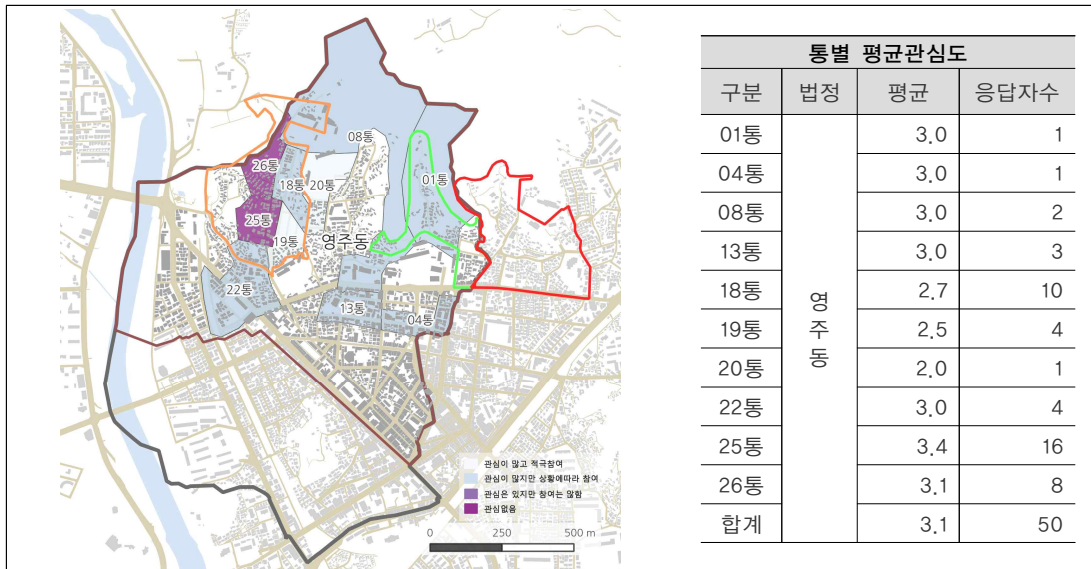 08통
26통
18통
20통
01통
25통
19통
영주동
22통
13통
04통
관심이 많고 적극참여
관심이 많지만 상황에따라 참여
관심은 있지만 참여는 않함
관심없음
0 250 500 m
통별 평균관심도
구분 법정 평균 응답자수
01통 3.0 1
04통 3.0 1
08통 3.0 2
13통 3.0 3
18통 2.7 10
영주동
19통 2.5 4
20통 2.0 1
22통 3.0 4
25통 3.4 16
26통 3.1 8
합계 3.1 50